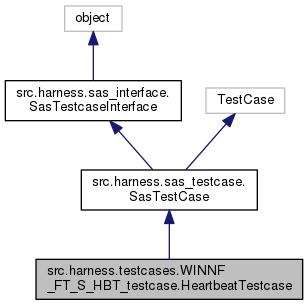 object
src.harness.sas_interface.
SasTestcaseInterface
TestCase
src.harness.sas_testcase.
SasTestCase
src.harness.testcases.WINNF
_FT_S_HBT_testcase.HeartbeatTestcase